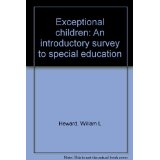 Exceptional
children: An
introductory survey
to special education
Heward, William L